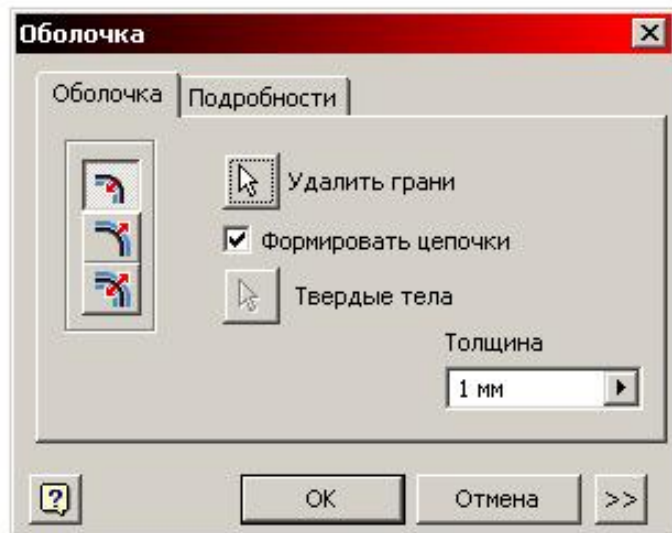 Оболочка
Оболочка Подробности
Удалить грани
Формировать цепочки
Твердые тела
Толщина
1 мм
? OK Отмена >>